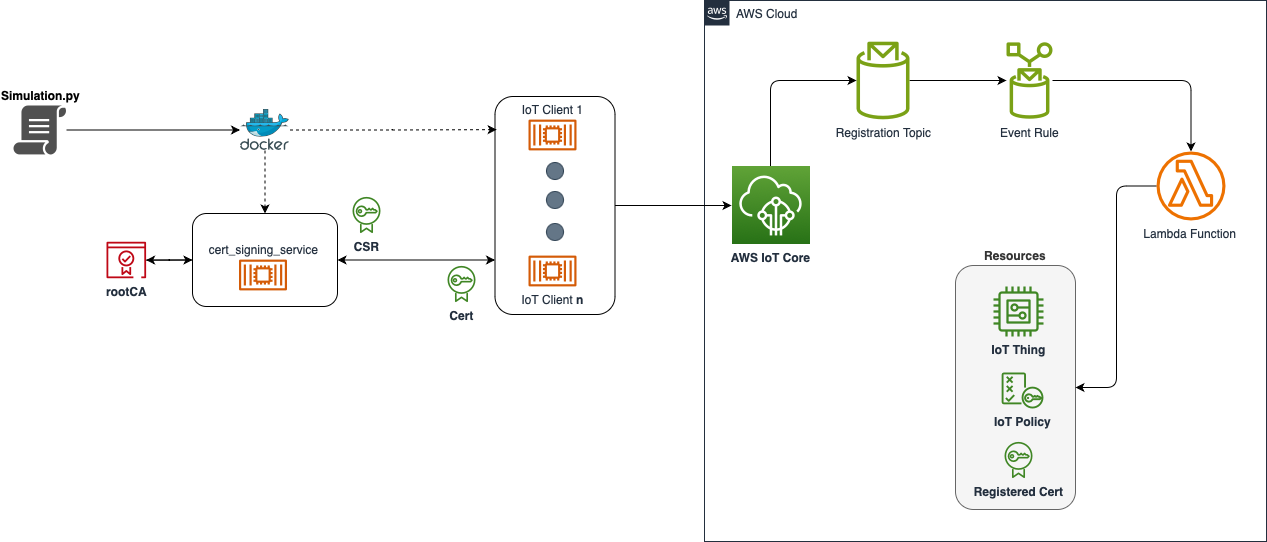 aws
AWS Cloud
Simulation.py
docker
IoT Client 1
Registration Topic
Event Rule
cert_signing_service
CSR
rootCA
Cert
IoT Client n
AWS IoT Core
Lambda Function
Resources
IoT Thing
IoT Policy
Registered Cert